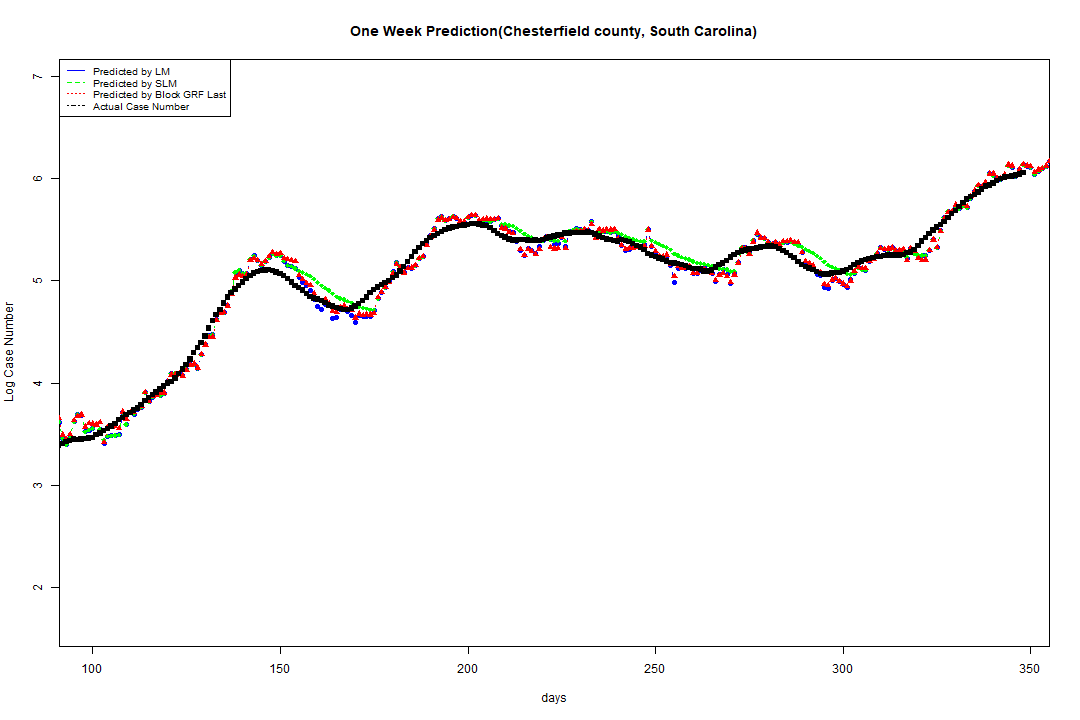 One Week Prediction(Chesterfield county, South Carolina)
Predicted by LM
Predicted by SLM
Predicted by Block GRF Last
Actual Case Number
7
6
5
4
3
2
Log Case Number
100 150 200 250 300 350
days